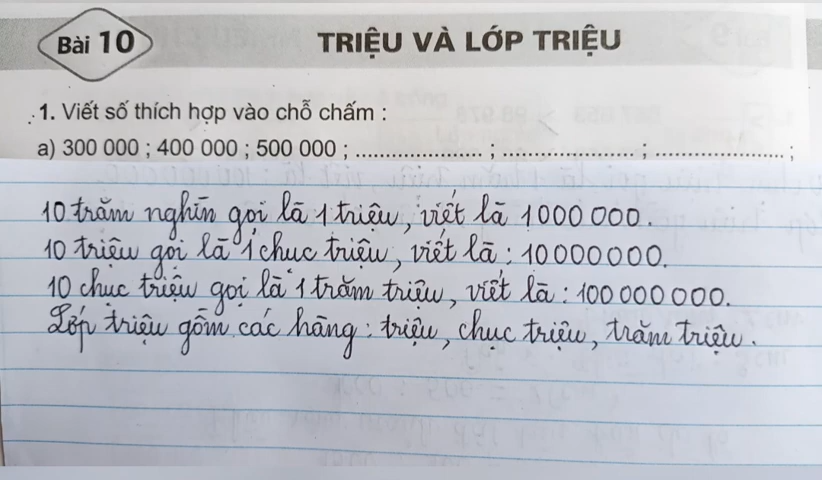 Bài 10
TRIỆU VÀ LỚP TRIỆU
1. Viết số thích hợp vào chỗ chấm :
a) 300 000 ; 400 000 ; 500 000 ; ..................... ; ........................; ........................ ;
10 trăm nghìn gọi là 1 triệu, viết là 1 000 000.
10 triệu gọi là 1 chục triệu, viết là : 10 000 000.
10 chục triệu gọi là 1 trăm triệu, viết là : 100 000 000.
Lớp triệu gồm các hàng : triệu, chục triệu, trăm triệu.